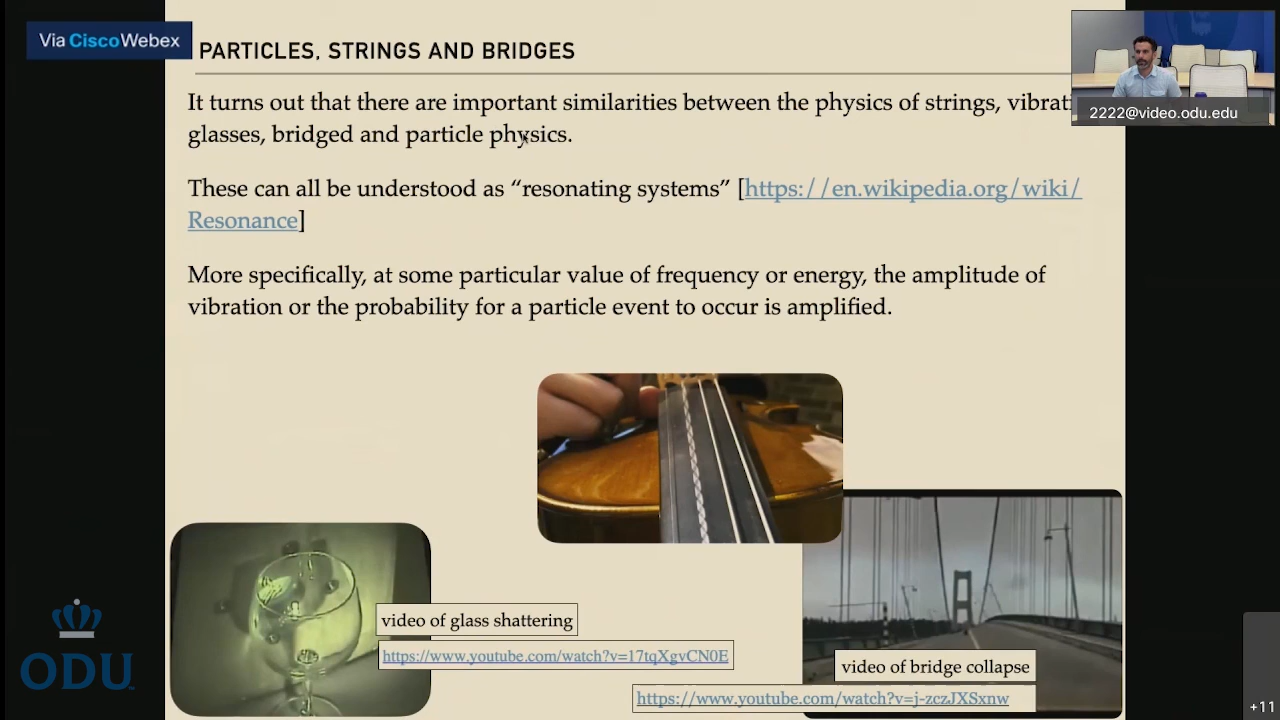 Via Cisco Webex
PARTICLES, STRINGS AND BRIDGES
2222@video.odu.edu
It turns out that there are important similarities between the physics of strings,
glasses, bridged and particle physics.
These can all be understood as “resonating systems” [https://en.wikipedia.org/wiki/
Resonance]
More specifically, at some particular value of frequency or energy, the amplitude of
vibration or the probability for a particle event to occur is amplified.
video of glass shattering
https://www.youtube.com/watch?v=17tqXgvCN0E
video of bridge collapse
https://www.youtube.com/watch?v=j-zczJXSxnw
ODU
+11